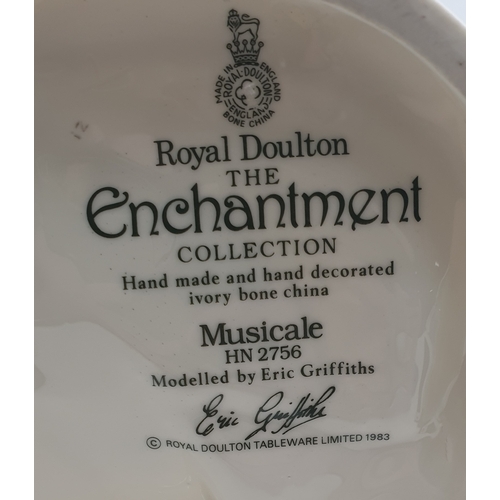 MADE IN ENGLAND
ROYAL·DOULTON
ENGLAND
BONE CHINA
Royal Doulton
THE
Enchantment
COLLECTION
Hand made and hand decorated
ivory bone china
Musicale
HN 2756
Modelled by Eric Griffiths
Eric Griffiths
© ROYAL DOULTON TABLEWARE LIMITED 1983